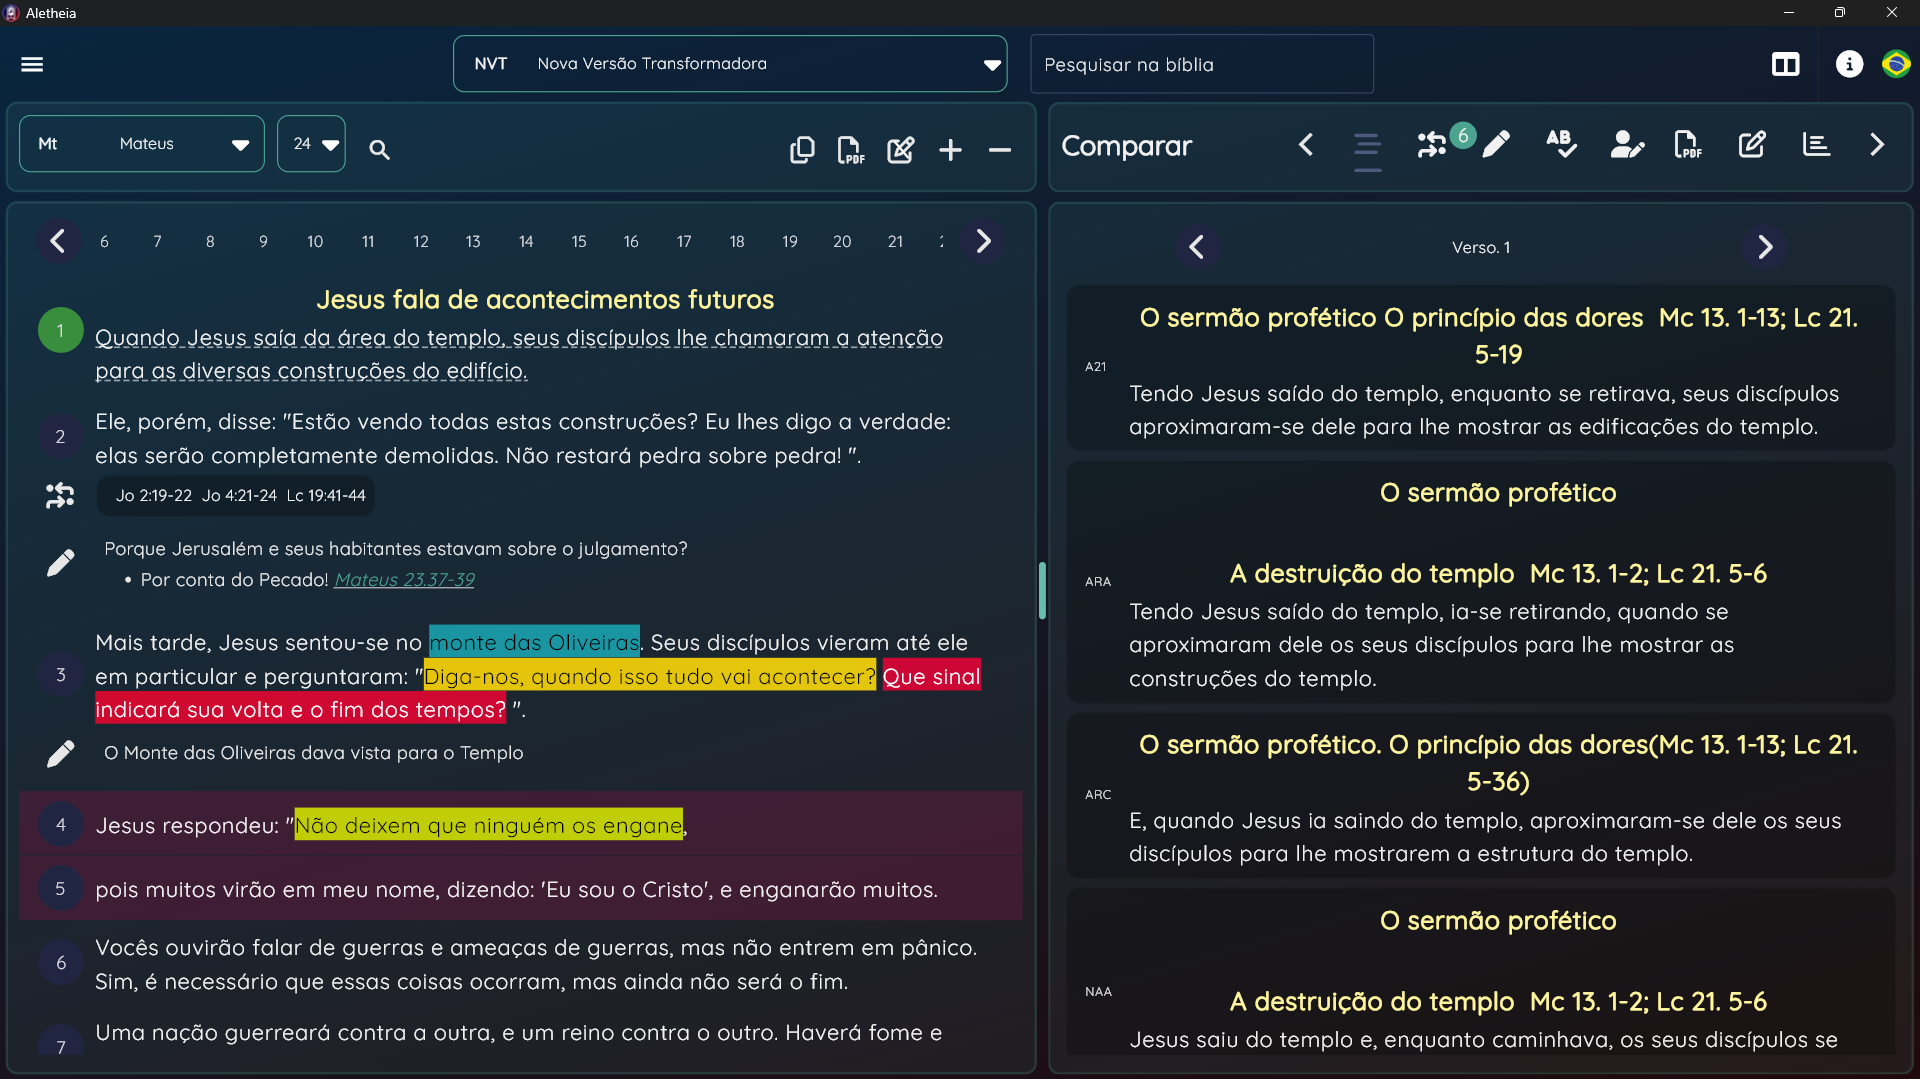 Aletheia
NVT Nova Versão Transformadora
Pesquisar na bíblia
Mt Mateus
24
PDF
Comparar
6
AB
PDF
6 7 8 9 10 11 12 13 14 15 16 17 18 19 20 21
Jesus fala de acontecimentos futuros
1
Quando Jesus saía da área do templo, seus discípulos lhe chamaram a atenção
para as diversas construções do edifício.
2
Ele, porém, disse: "Estão vendo todas estas construções? Eu lhes digo a verdade:
elas serão completamente demolidas. Não restará pedra sobre pedra! ".
Jo 2:19-22 Jo 4:21-24 Lc 19:41-44
Porque Jerusalém e seus habitantes estavam sobre o julgamento?
• Por conta do Pecado! Mateus 23.37-39
3
Mais tarde, Jesus sentou-se no monte das Oliveiras. Seus discípulos vieram até ele
em particular e perguntaram: "Diga-nos, quando isso tudo vai acontecer? Que sinal
indicará sua volta e o fim dos tempos? ".
O Monte das Oliveiras dava vista para o Templo
4
Jesus respondeu: "Não deixem que ninguém os engane,
5
pois muitos virão em meu nome, dizendo: 'Eu sou o Cristo', e enganarão muitos.
6
Vocês ouvirão falar de guerras e ameaças de guerras, mas não entrem em pânico.
Sim, é necessário que essas coisas ocorram, mas ainda não será o fim.
7
Uma nação guerreará contra a outra, e um reino contra o outro. Haverá fome e
Verso. 1
A21
O sermão profético O princípio das dores Mc 13. 1-13; Lc 21.
5-19
Tendo Jesus saído do templo, enquanto se retirava, seus discípulos
aproximaram-se dele para lhe mostrar as edificações do templo.
ARA
O sermão profético
A destruição do templo Mc 13. 1-2; Lc 21. 5-6
Tendo Jesus saído do templo, ia-se retirando, quando se
aproximaram dele os seus discípulos para lhe mostrar as
construções do templo.
ARC
O sermão profético. O princípio das dores(Mc 13. 1-13; Lc 21.
5-36)
E, quando Jesus ia saindo do templo, aproximaram-se dele os seus
discípulos para lhe mostrarem a estrutura do templo.
NAA
O sermão profético
A destruição do templo Mc 13. 1-2; Lc 21. 5-6
Jesus saiu do templo e, enquanto caminhava, os seus discípulos se